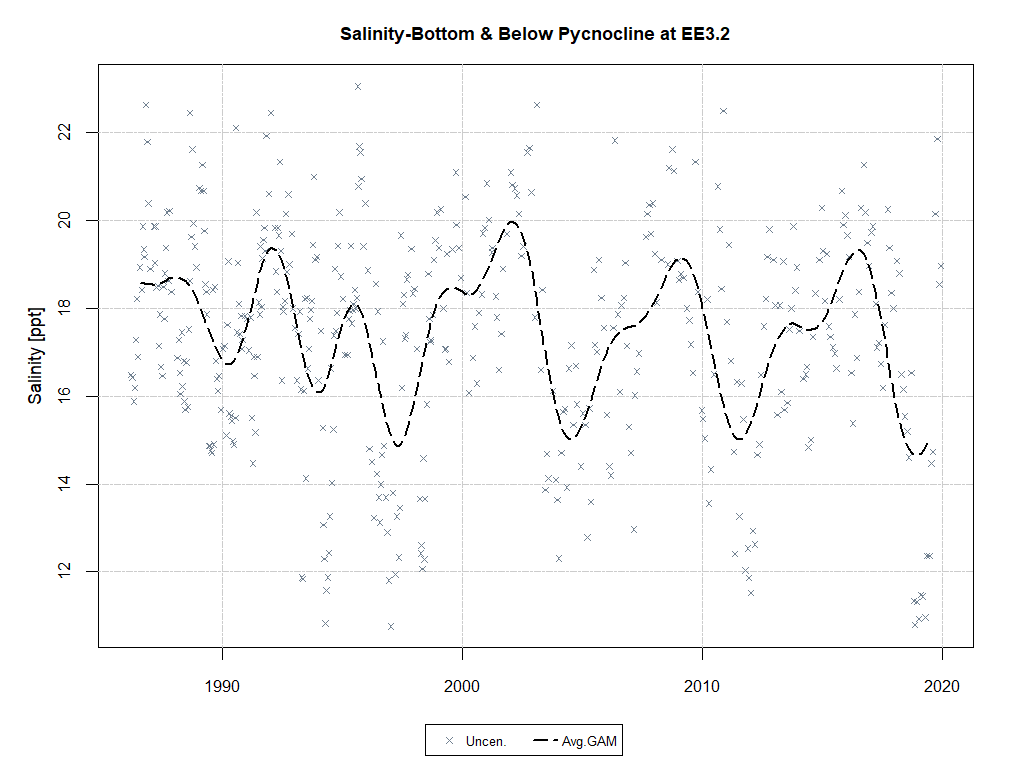 Salinity-Bottom & Below Pycnocline at EE3.2
Salinity [ppt]
22
20
18
16
14
12
1990 2000 2010 2020
Uncen. Avg.GAM